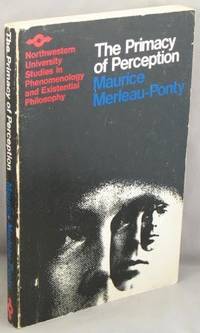 The Primacy of Perception
Maurice Merleau-Ponty
Northwestern
University
Studies in
Phenomenology
and Existential
Philosophy
The Primacy
of Perception
Maurice
Merleau-Ponty